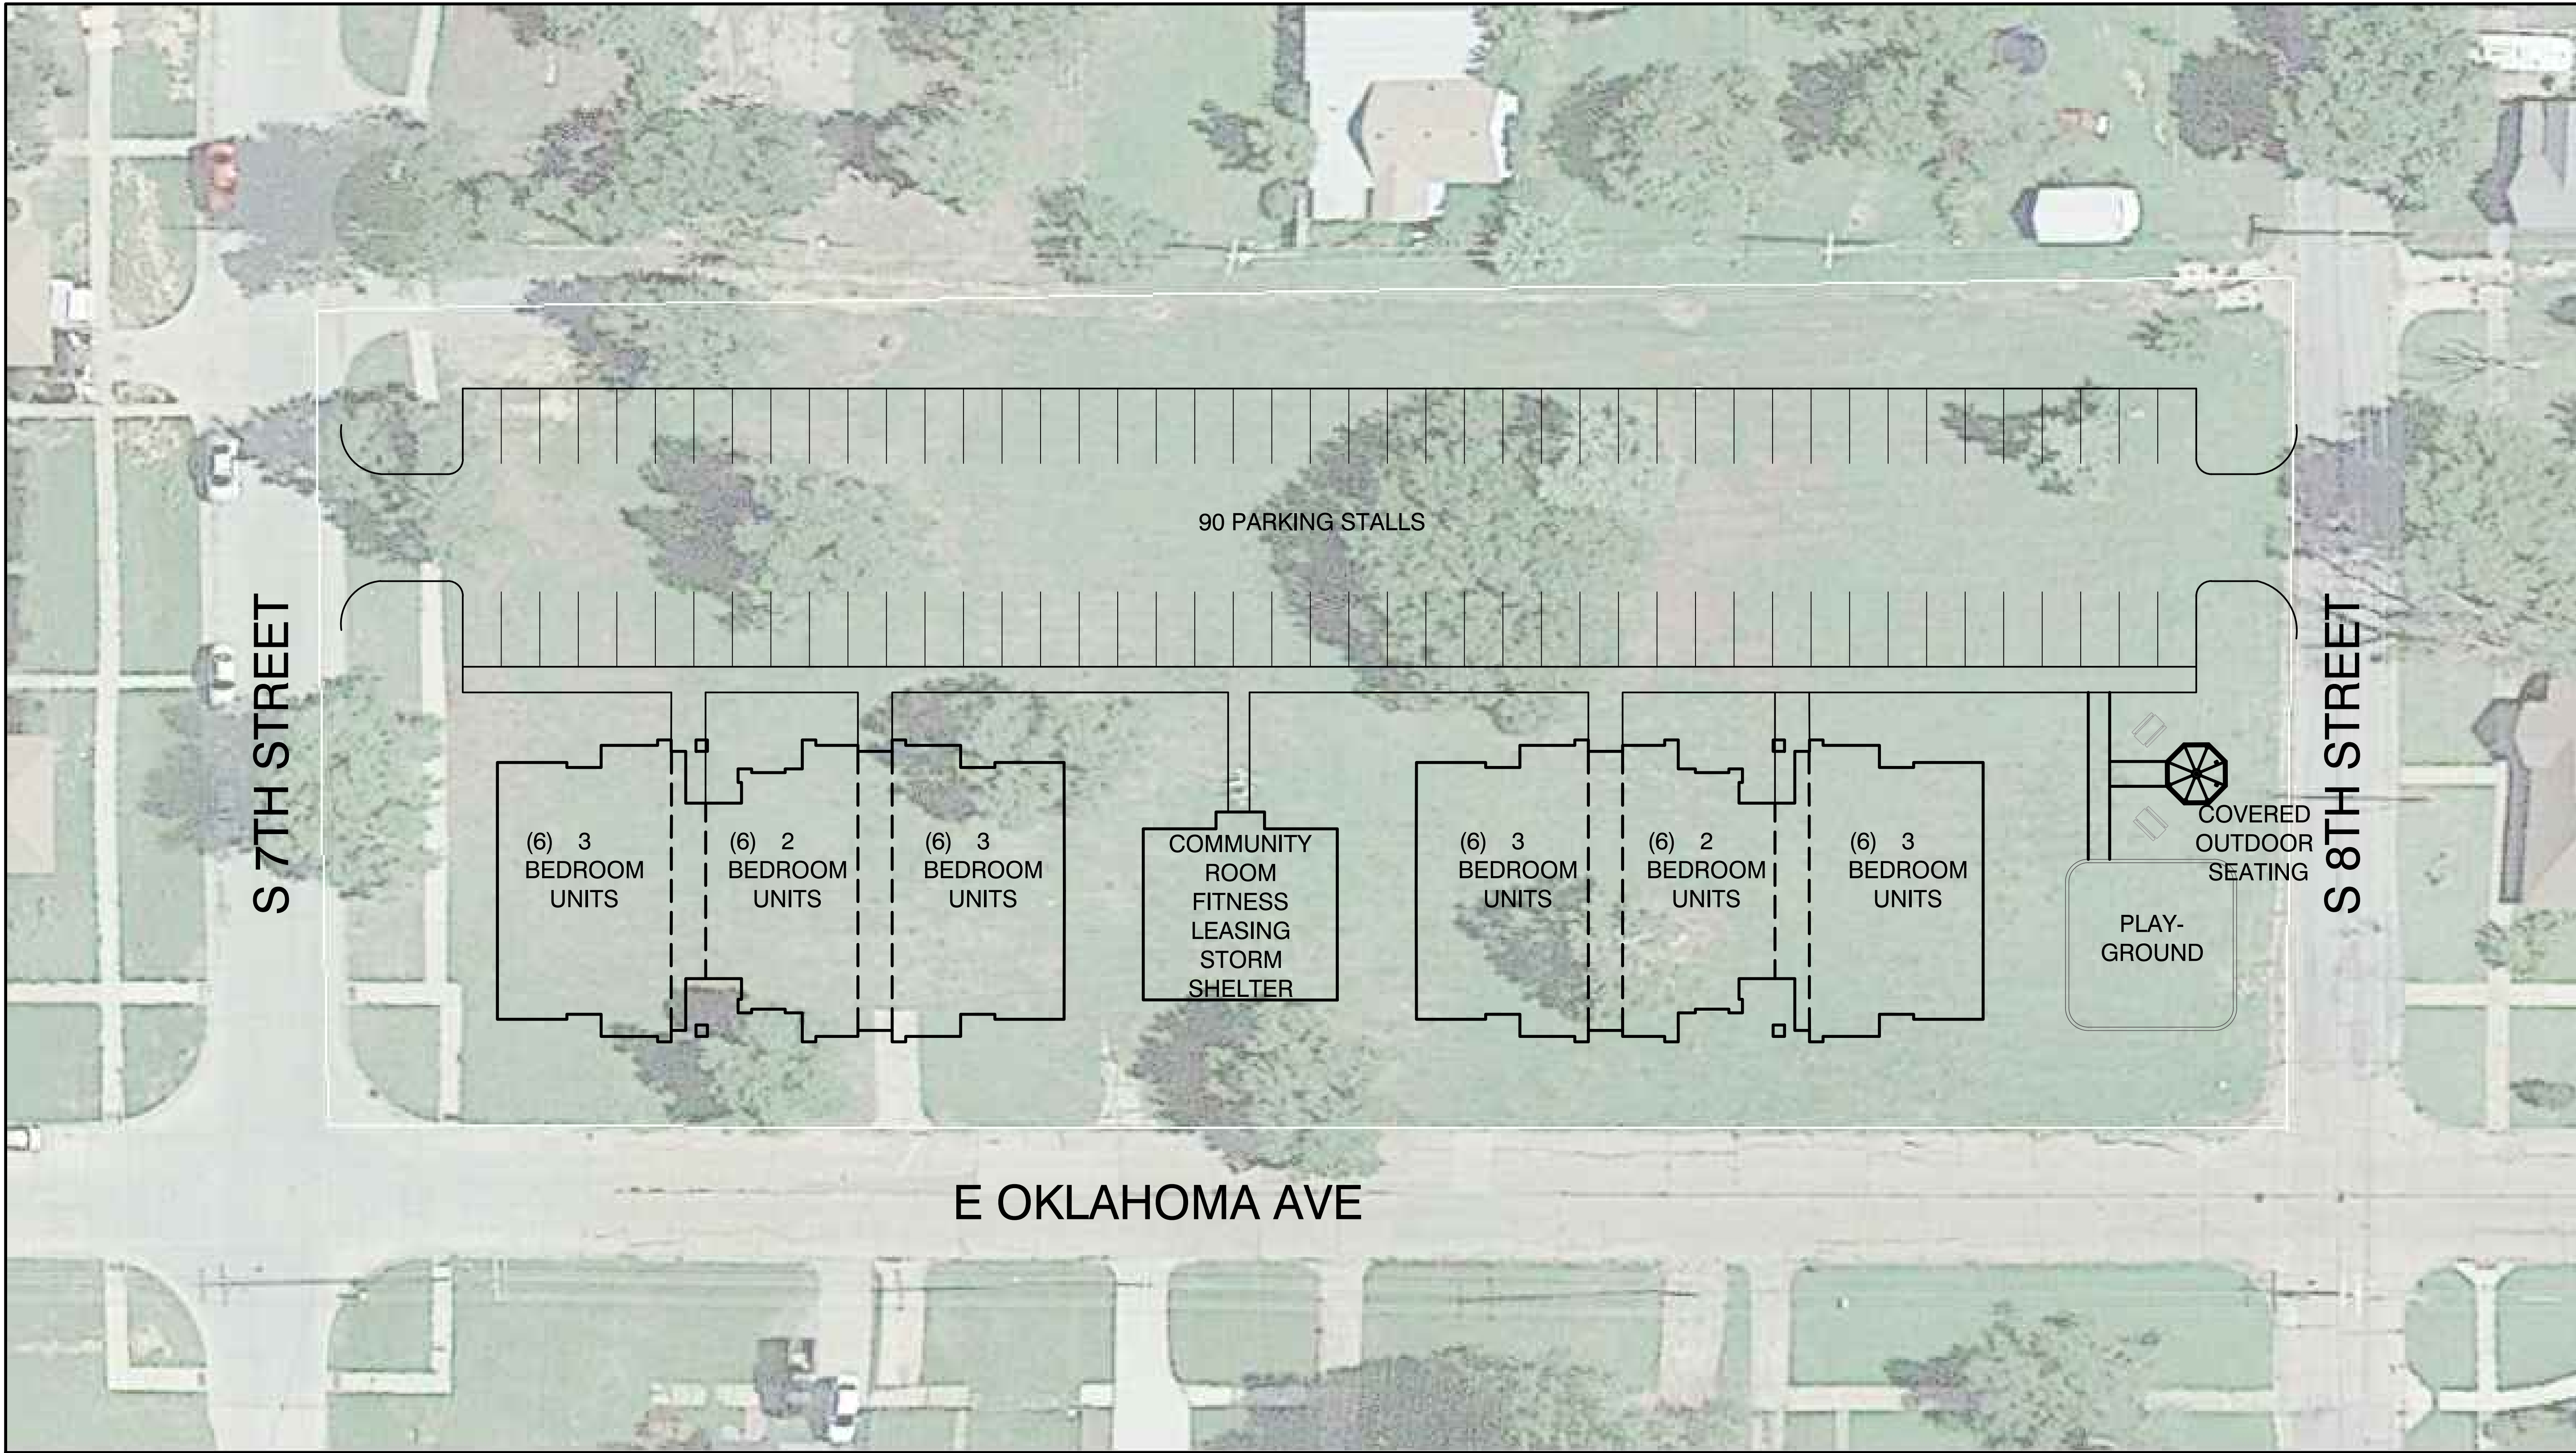 90 PARKING STALLS
S 7TH STREET
S 8TH STREET
(6) 3
BEDROOM
UNITS
(6) 2
BEDROOM
UNITS
(6) 3
BEDROOM
UNITS
COMMUNITY
ROOM
FITNESS
LEASING
STORM
SHELTER
(6) 3
BEDROOM
UNITS
(6) 2
BEDROOM
UNITS
(6) 3
BEDROOM
UNITS
COVERED
OUTDOOR
SEATING
PLAY-
GROUND
E OKLAHOMA AVE